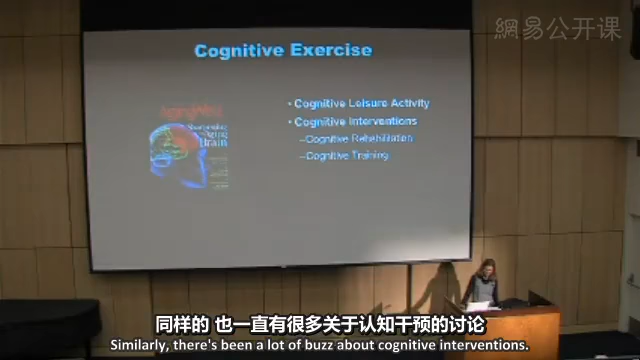 網易公开课
Cognitive Exercise
• Cognitive Leisure Activity
• Cognitive Interventions
–Cognitive Rehabilitation
–Cognitive Training
Brain
同样的 也一直有很多关于认知干预的讨论
Similarly, there's been a lot of buzz about cognitive interventions.